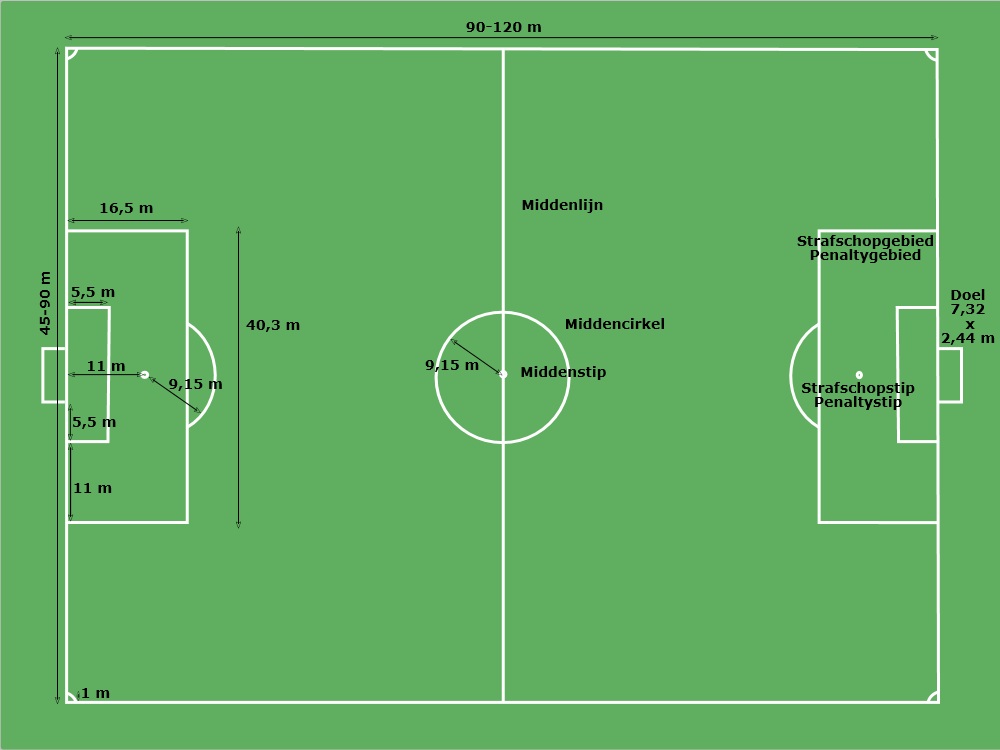 90-120 m
Middenlijn
16,5 m
Strafschopgebied
Penaltygebied
45-90 m
5,5 m
Doel
7,32
x
2,44 m
40,3 m
Middencirkel
11 m
9,15 m
9,15 m
Middenstip
Strafschopstip
Penaltystip
5,5 m
11 m
1 m